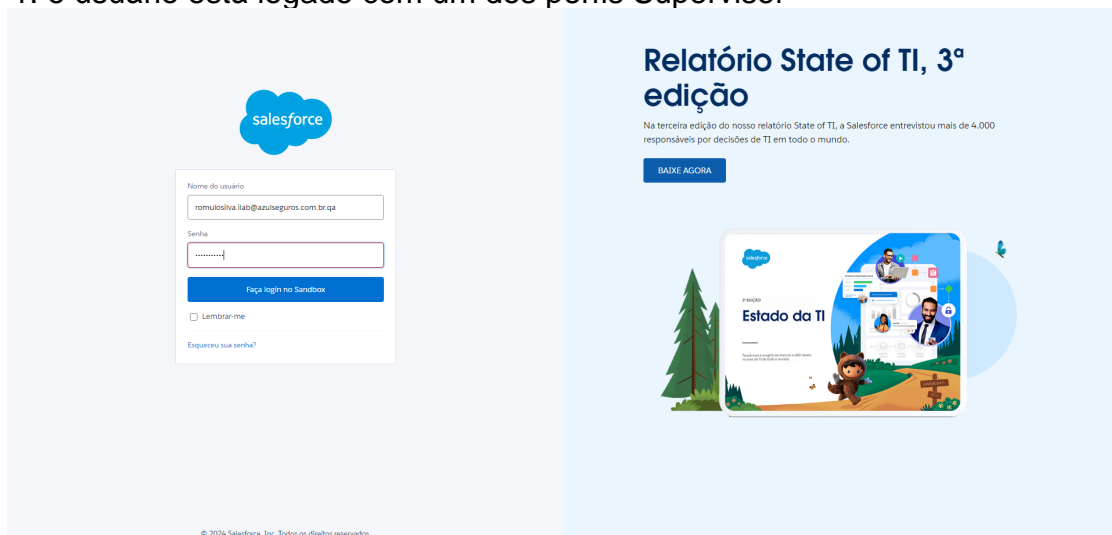 1. o usuário está logado com um dos perfis Supervisor
salesforce
Nome do usuário
romulosilva.ilab@azulseguros.com.br.qa
Senha
Faça login no Sandbox
Lembrar-me
Esqueceu sua senha?
© 2024 Salesforce, Inc. Todos os direitos reservados.
Relatório State of TI, 3ª
edição
Na terceira edição do nosso relatório State of TI, a Salesforce entrevistou mais de 4.000
responsáveis por decisões de TI em todo o mundo.
BAIXE AGORA
salesforce
3ª EDIÇÃO
Estado da TI